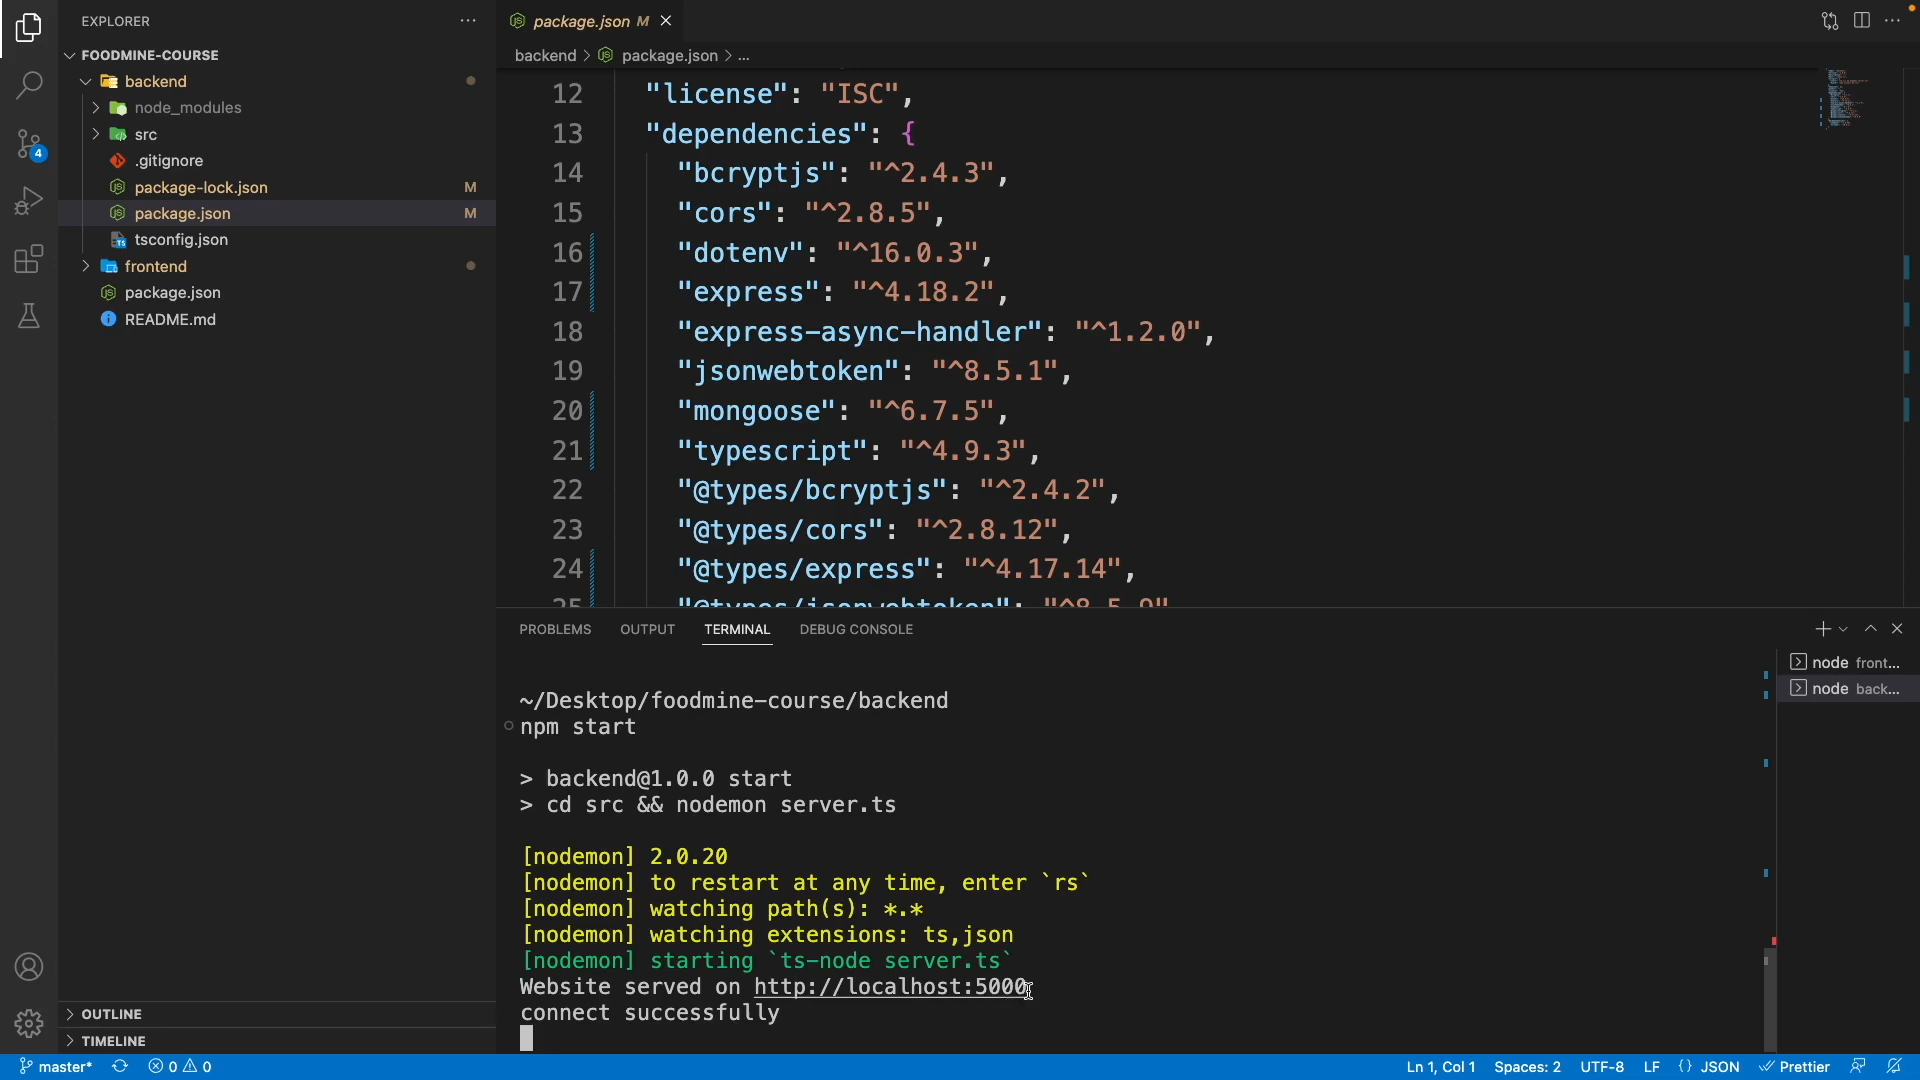 EXPLORER
FOODMINE-COURSE
backend
node_modules
src
.gitignore
package-lock.json M
package.json M
tsconfig.json
frontend
package.json
README.md
OUTLINE
TIMELINE
4
package.json M
backend > package.json > ...
12 "license": "ISC",
13 "dependencies": {
14 "bcryptjs": "^2.4.3",
15 "cors": "^2.8.5",
16 "dotenv": "^16.0.3",
17 "express": "^4.18.2",
18 "express-async-handler": "^1.2.0",
19 "jsonwebtoken": "^8.5.1",
20 "mongoose": "^6.7.5",
21 "typescript": "^4.9.3",
22 "@types/bcryptjs": "^2.4.2",
23 "@types/cors": "^2.8.12",
24 "@types/express": "^4.17.14",
25 "@types/jsonwebtoken": "^8.5.9"
PROBLEMS OUTPUT TERMINAL DEBUG CONSOLE
~/Desktop/foodmine-course/backend
npm start
> backend@1.0.0 start
> cd src && nodemon server.ts
[nodemon] 2.0.20
[nodemon] to restart at any time, enter `rs`
[nodemon] watching path(s): *.*
[nodemon] watching extensions: ts,json
[nodemon] starting `ts-node server.ts`
Website served on http://localhost:5000
connect successfully
node front...
node back...
master* 0 0 Ln 1, Col 1 Spaces: 2 UTF-8 LF {} JSON Prettier